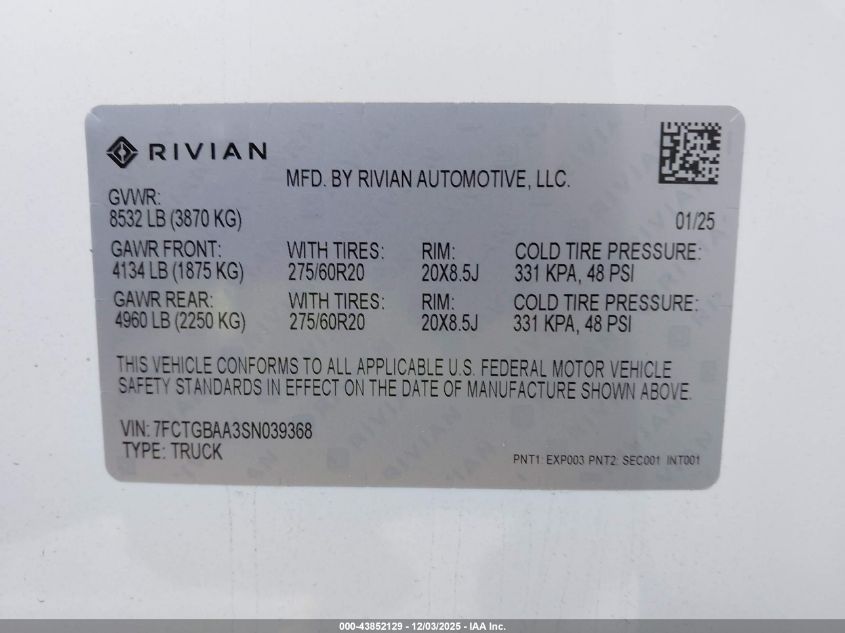 RIVIAN
MFD. BY RIVIAN AUTOMOTIVE, LLC.
GVWR:
8532 LB (3870 KG)
01/25
GAWR FRONT: WITH TIRES: RIM: COLD TIRE PRESSURE:
4134 LB (1875 KG) 275/60R20 20X8.5J 331 KPA, 48 PSI
GAWR REAR: WITH TIRES: RIM: COLD TIRE PRESSURE:
4960 LB (2250 KG) 275/60R20 20X8.5J 331 KPA, 48 PSI
THIS VEHICLE CONFORMS TO ALL APPLICABLE U.S. FEDERAL MOTOR VEHICLE
SAFETY STANDARDS IN EFFECT ON THE DATE OF MANUFACTURE SHOWN ABOVE.
VIN: 7FCTGBAA3SN039368
TYPE: TRUCK
PNT1: EXP003 PNT2: SEC001 INT001
000-43852129 - 12/03/2025 - IAA Inc.